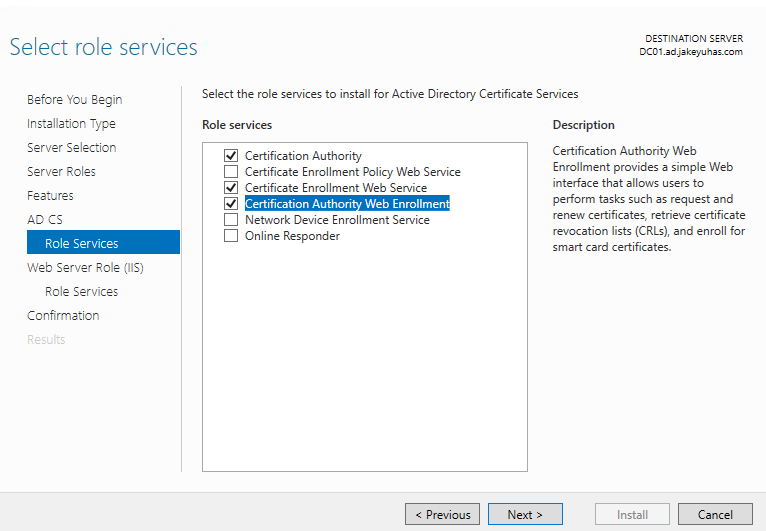 Select role services
DESTINATION SERVER
DC01.ad.jakeyuhas.com
Before You Begin
Installation Type
Server Selection
Server Roles
Features
AD CS
Role Services
Web Server Role (IIS)
Role Services
Confirmation
Results
Select the role services to install for Active Directory Certificate Services
Role services
Certification Authority
Certificate Enrollment Policy Web Service
Certificate Enrollment Web Service
Certification Authority Web Enrollment
Network Device Enrollment Service
Online Responder
Description
Certification Authority Web
Enrollment provides a simple Web
interface that allows users to
perform tasks such as request and
renew certificates, retrieve certificate
revocation lists (CRLs), and enroll for
smart card certificates.
< Previous
Next >
Install
Cancel